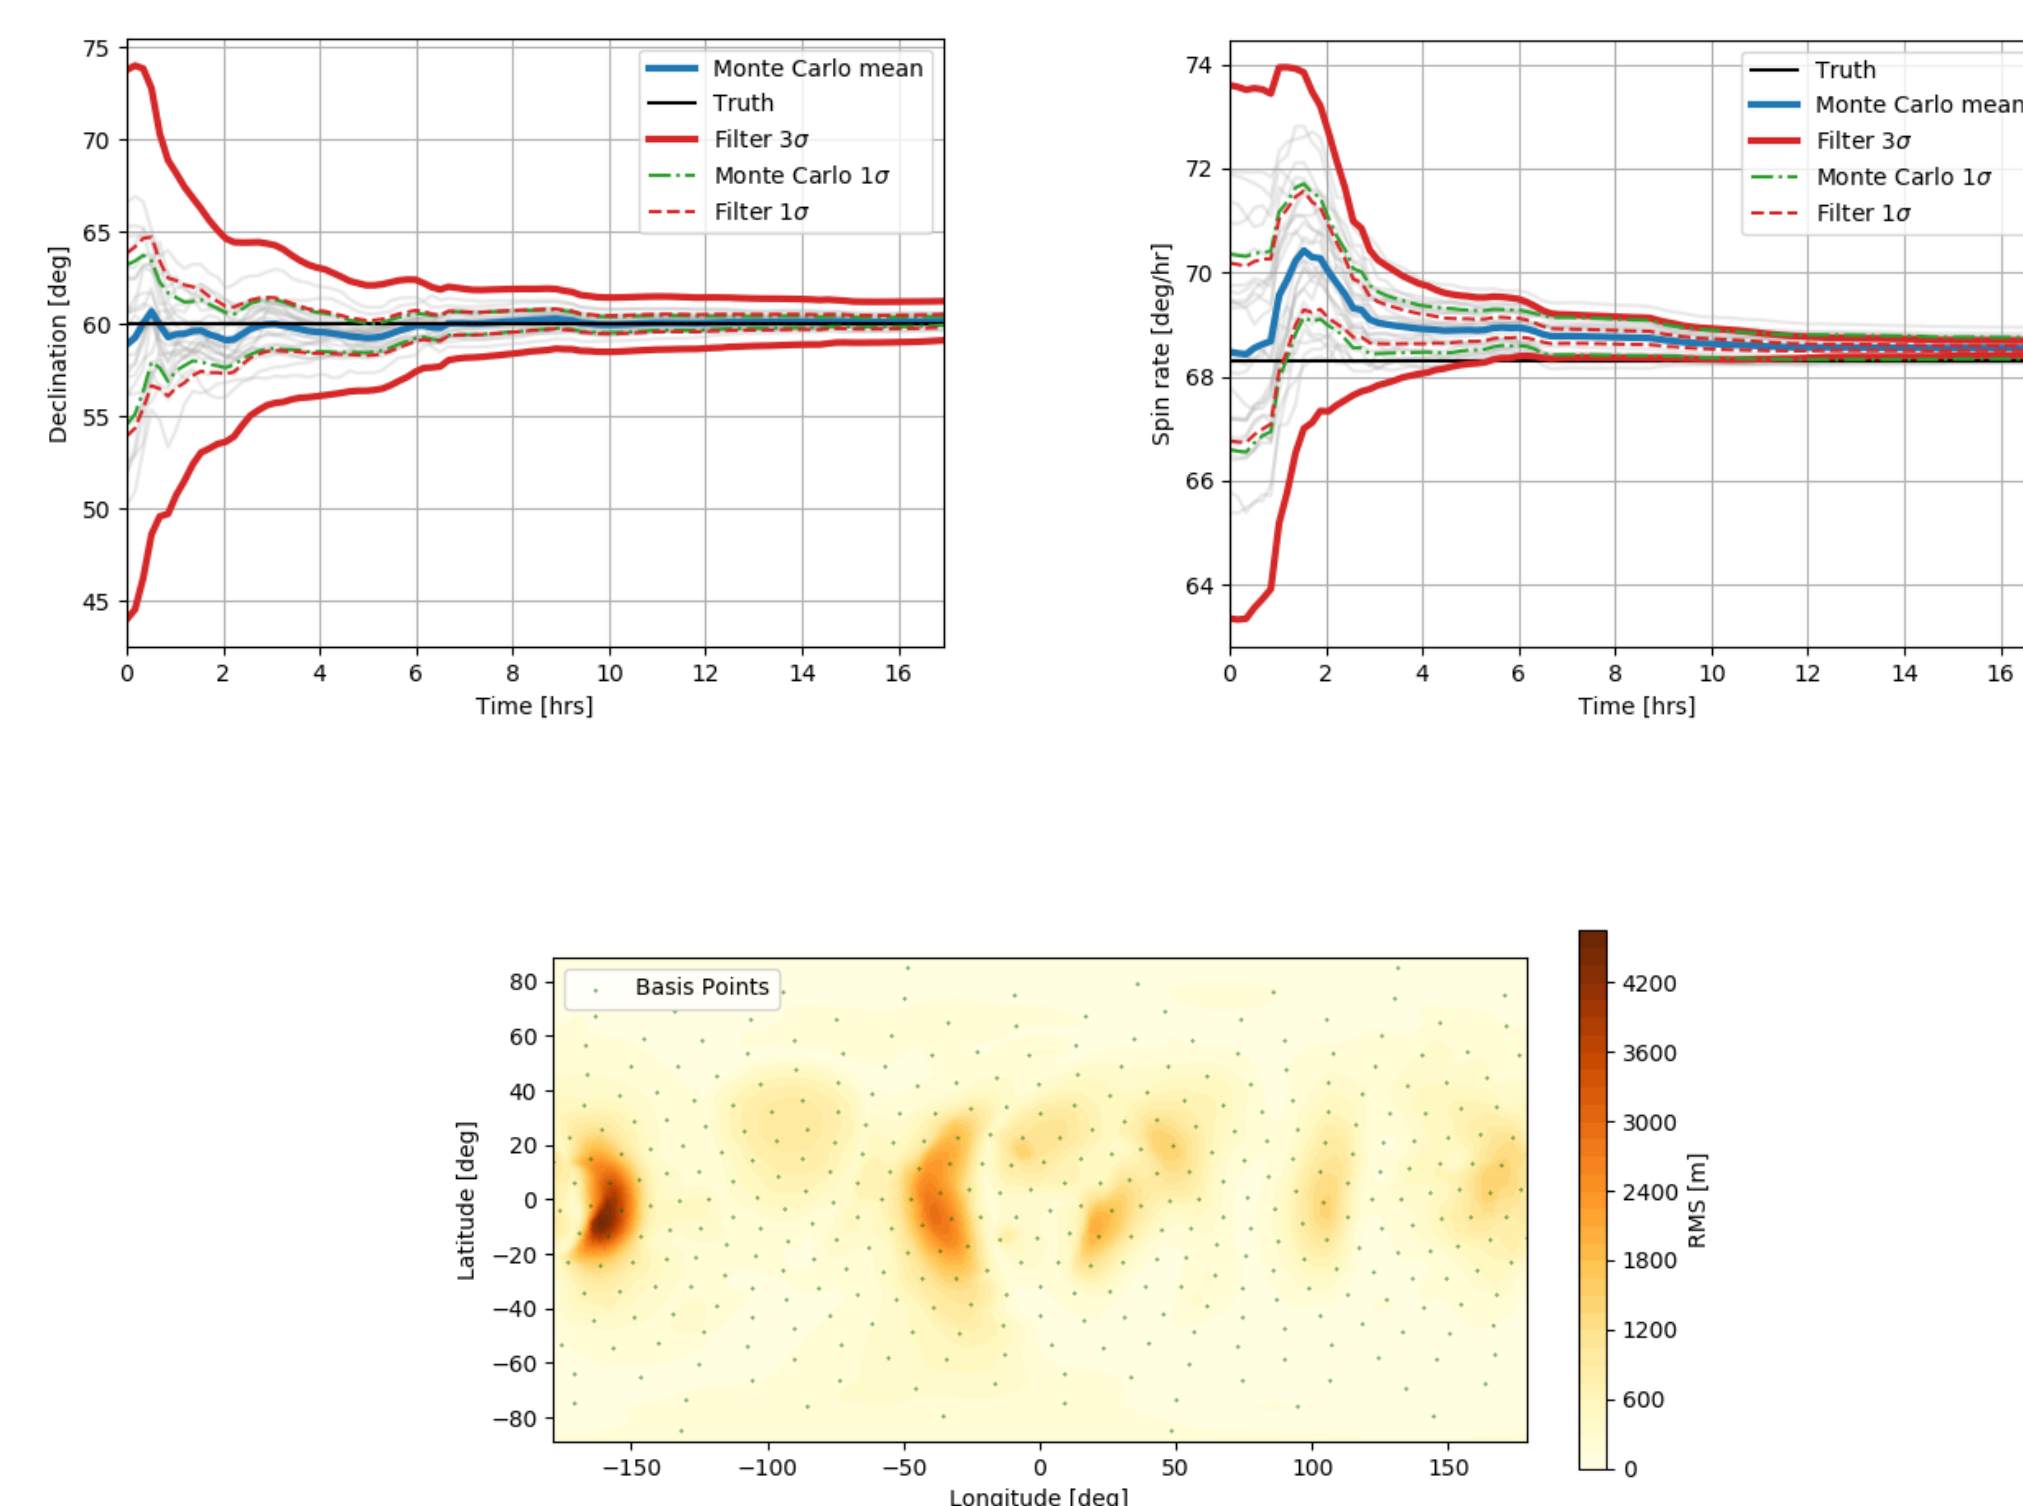 75
70
65
60
55
50
45
Declination [deg]
Monte Carlo mean
Truth
Filter 3σ
Monte Carlo 1σ
Filter 1σ
0 2 4 6 8 10 12 14 16
Time [hrs]
74
72
70
68
66
64
Spin rate [deg/hr]
Truth
Monte Carlo mean
Filter 3σ
Monte Carlo 1σ
Filter 1σ
0 2 4 6 8 10 12 14 16
Time [hrs]
80
60
40
20
0
−20
−40
−60
−80
Latitude [deg]
Basis Points
−150 −100 −50 0 50 100 150
Longitude [deg]
4200
3600
3000
2400
1800
1200
600
0
RMS [m]